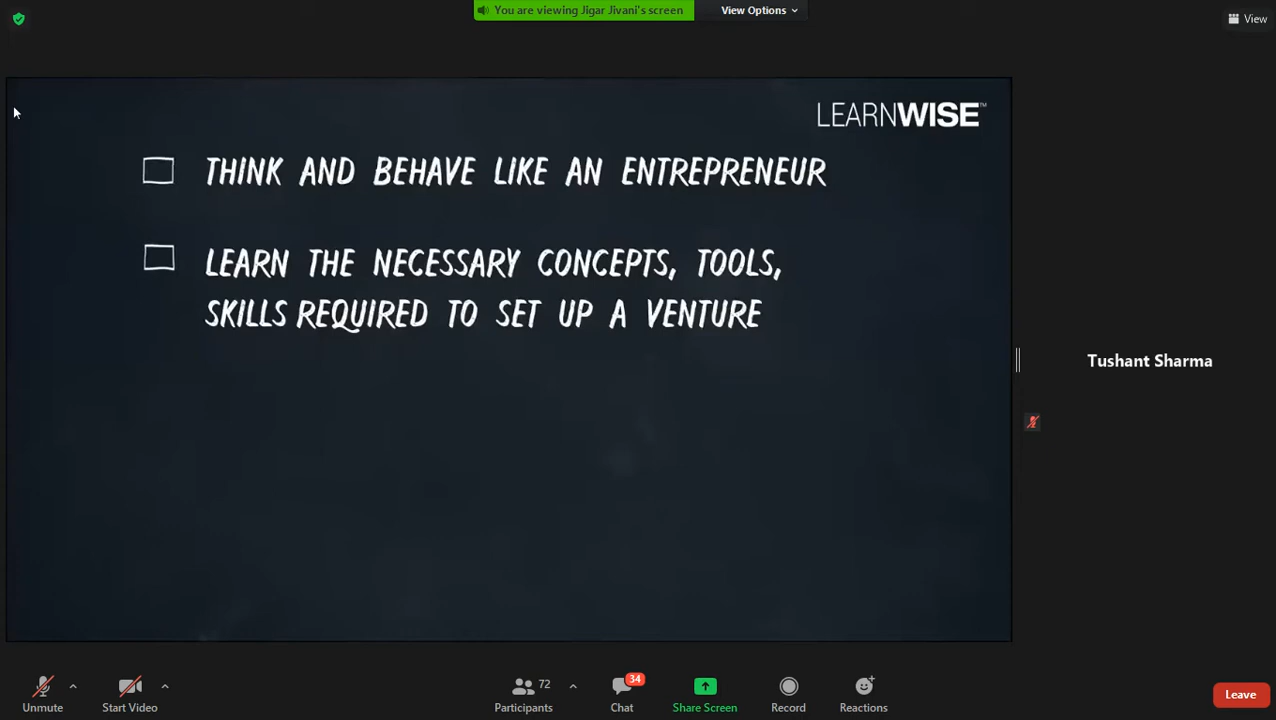 You are viewing Jigar Jivani's screen
View Options
View
LEARNWISE™
THINK AND BEHAVE LIKE AN ENTREPRENEUR
LEARN THE NECESSARY CONCEPTS, TOOLS,
SKILLS REQUIRED TO SET UP A VENTURE
Tushant Sharma
Unmute
Start Video
72
Participants
34
Chat
Share Screen
Record
Reactions
Leave